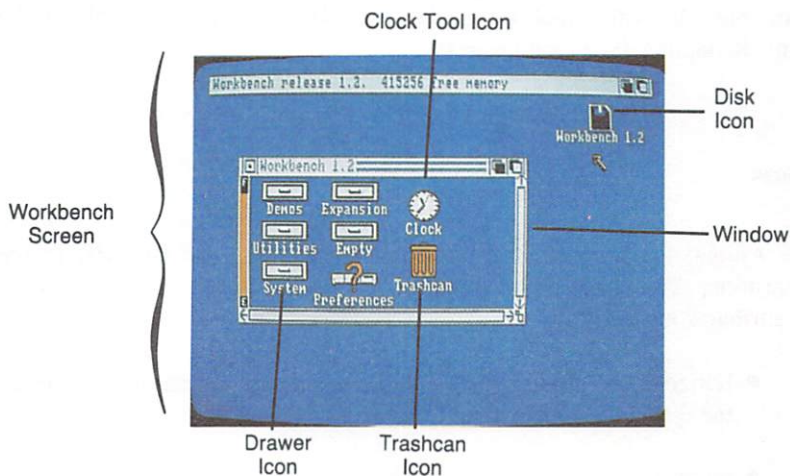 Clock Tool Icon
Workbench release 1.2. 415256 free memory
Disk
Icon
Workbench 1.2
Workbench 1.2
Workbench
Screen
Demos Expansion Clock
Window
Utilities Empty
System Preferences Trashcan
Drawer
Icon
Trashcan
Icon